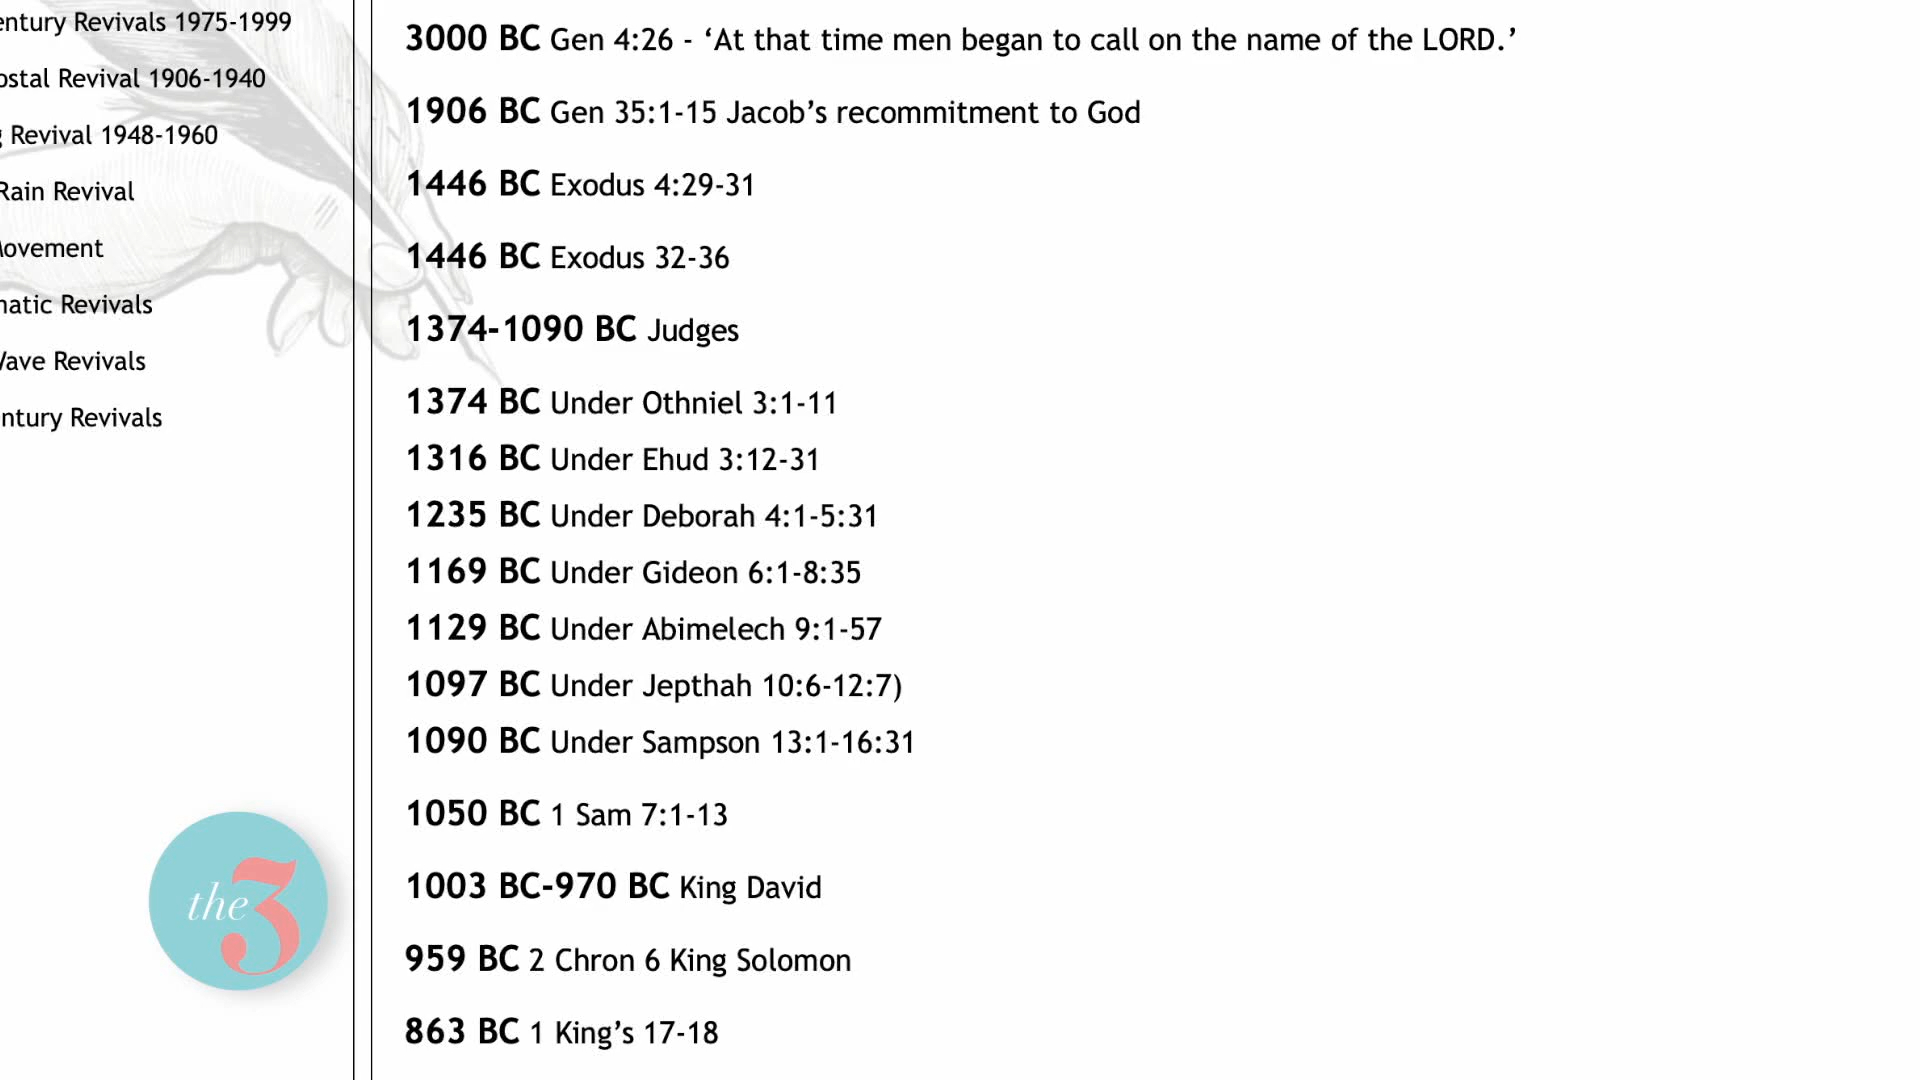 Revivals 1975-1999
Revival 1906-1940
Revival 1948-1960
Rain Revival
Revivals
Revivals
Revivals
3000 BC Gen 4:26 - ‘At that time men began to call on the name of the LORD.’
1906 BC Gen 35:1-15 Jacob’s recommitment to God
1446 BC Exodus 4:29-31
1446 BC Exodus 32-36
1374-1090 BC Judges
1374 BC Under Othniel 3:1-11
1316 BC Under Ehud 3:12-31
1235 BC Under Deborah 4:1-5:31
1169 BC Under Gideon 6:1-8:35
1129 BC Under Abimelech 9:1-57
1097 BC Under Jepthah 10:6-12:7)
1090 BC Under Sampson 13:1-16:31
1050 BC 1 Sam 7:1-13
1003 BC-970 BC King David
959 BC 2 Chron 6 King Solomon
863 BC 1 King’s 17-18
the 3